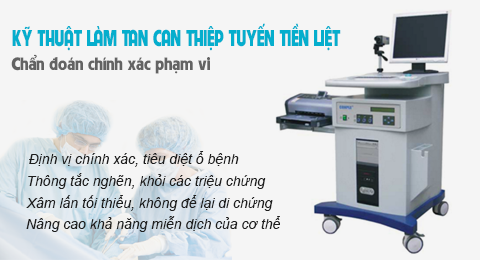 KỸ THUẬT LÀM TAN CAN THIỆP TUYẾN TIỀN LIỆT
Chẩn đoán chính xác phạm vi
Định vị chính xác, tiêu diệt ổ bệnh
Thông tắc nghẽn, khỏi các triệu chứng
Xâm lấn tối thiểu, không để lại di chứng
Nâng cao khả năng miễn dịch của cơ thể